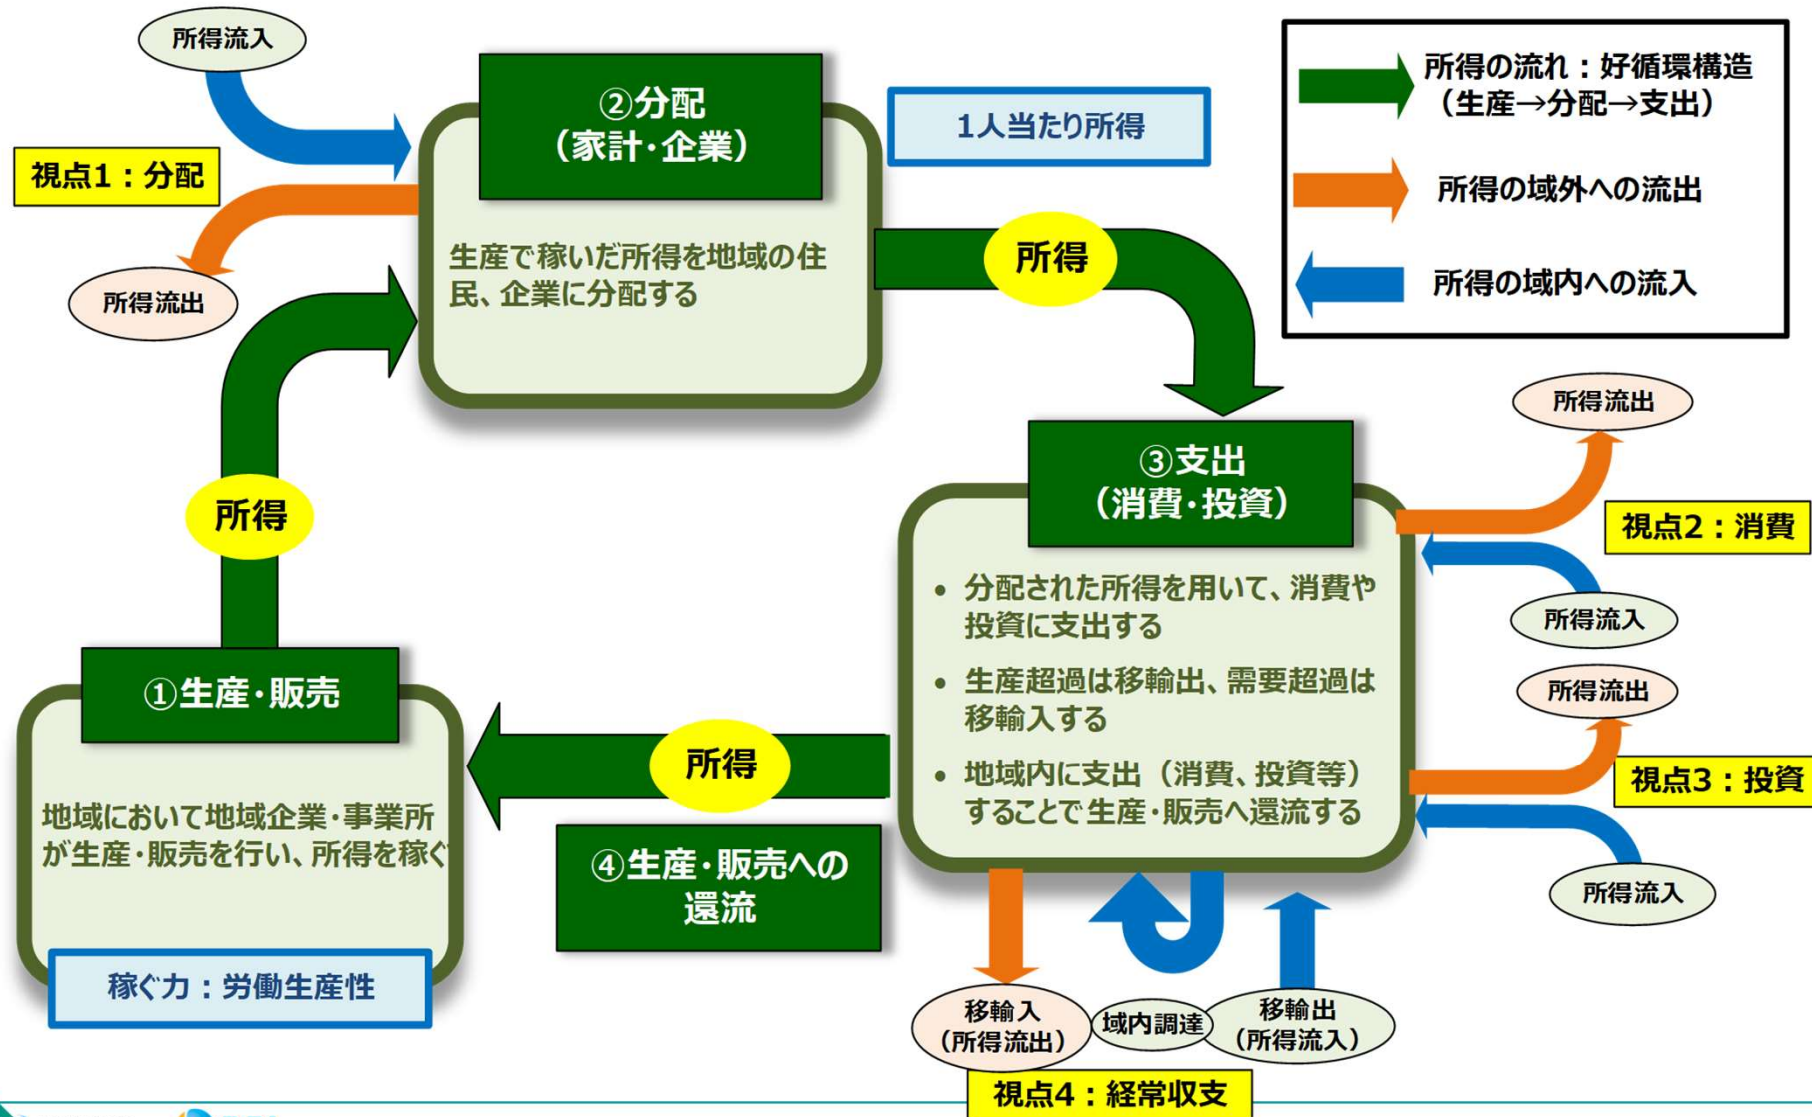 所得流入
②分配
（家計・企業）
1人当たり所得
所得の流れ：好循環構造
（生産→分配→支出）
視点1：分配
所得の域外への流出
所得流出
生産で稼いだ所得を地域の住
民、企業に分配する
所得
所得の域内への流入
所得流出
③支出
（消費・投資）
所得
視点2：消費
分配された所得を用いて、消費や
投資に支出する
所得流入
①生産・販売
• 生産超過は移輸出、需要超過は
移輸入する
所得流出
所得
• 地域内に支出（消費、投資等）
することで生産・販売へ還流する
視点3：投資
地域において地域企業・事業所
が生産・販売を行い、所得を稼ぐ
④生産・販売への
還流
所得流入
稼ぐ力：労働生産性
移輸入
（所得流出）
域内調達
移輸出
（所得流入）
視点4：経常収支